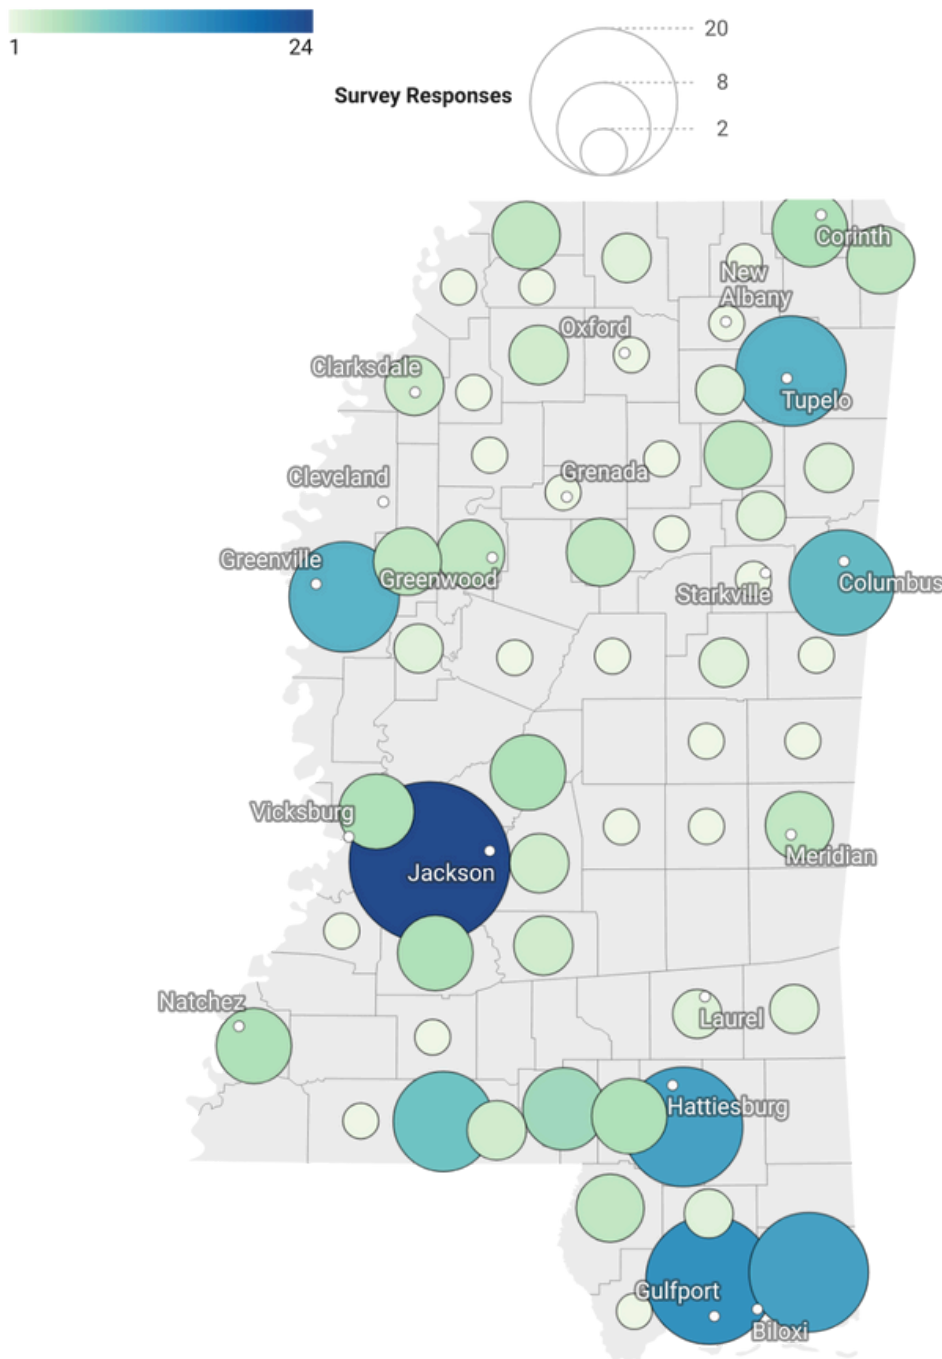 1
24
20
8
Survey Responses
2
Corinth
New
Albany
Oxford
Clarksdale
Tupelo
Grenada
Cleveland
Greenville
Greenwood
Starkville
Columbus
Vicksburg
Jackson
Meridian
Natchez
Laurel
Hattiesburg
Gulfport
Biloxi